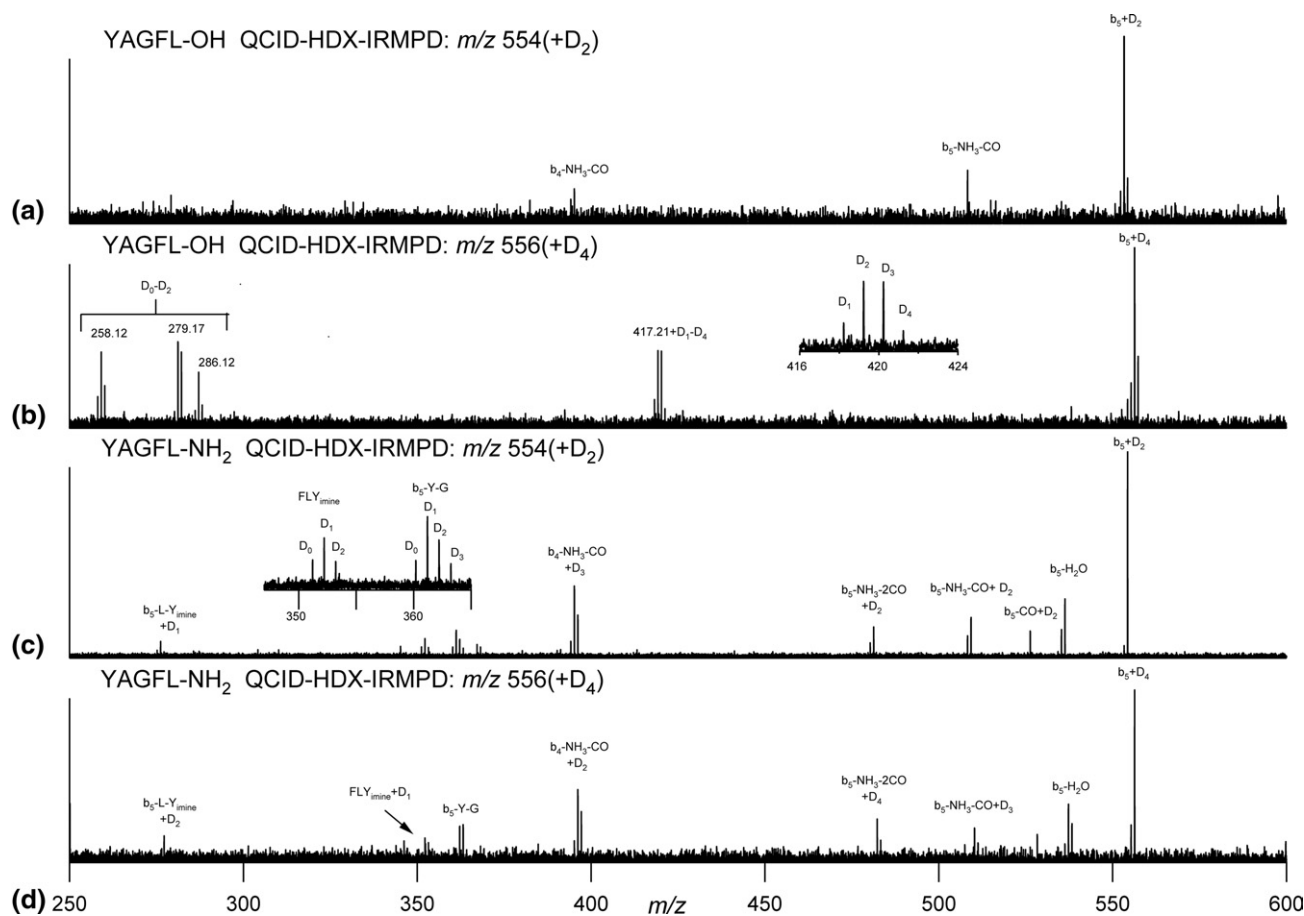 YAGFL-OH QCID-HDX-IRMPD: m/z 554(+D₂)
b₅+D₂
b₄-NH₃-CO
b₅-NH₃-CO
(a)
YAGFL-OH QCID-HDX-IRMPD: m/z 556(+D₄)
b₅+D₄
D₀-D₂
258.12
279.17
286.12
417.21+D₁-D₄
D₁
D₂
D₃
D₄
416 420 424
(b)
YAGFL-NH₂ QCID-HDX-IRMPD: m/z 554(+D₂)
b₅+D₂
FLYimine
D₀
D₁
D₂
b₅-Y-G
D₀
D₁
D₂
D₃
350 360
b₅-L-Yimine
+D₁
b₄-NH₃-CO
+D₃
b₅-NH₃-2CO
+D₂
b₅-NH₃-CO+ D₂
b₅-CO+D₂
b₅-H₂O
(c)
YAGFL-NH₂ QCID-HDX-IRMPD: m/z 556(+D₄)
b₅+D₄
b₅-L-Yimine
+D₂
FLYimine+D₁
b₅-Y-G
b₄-NH₃-CO
+D₂
b₅-NH₃-2CO
+D₄
b₅-NH₃-CO+D₃
b₅-H₂O
(d)
250 300 350 400 450 500 550 600
m/z